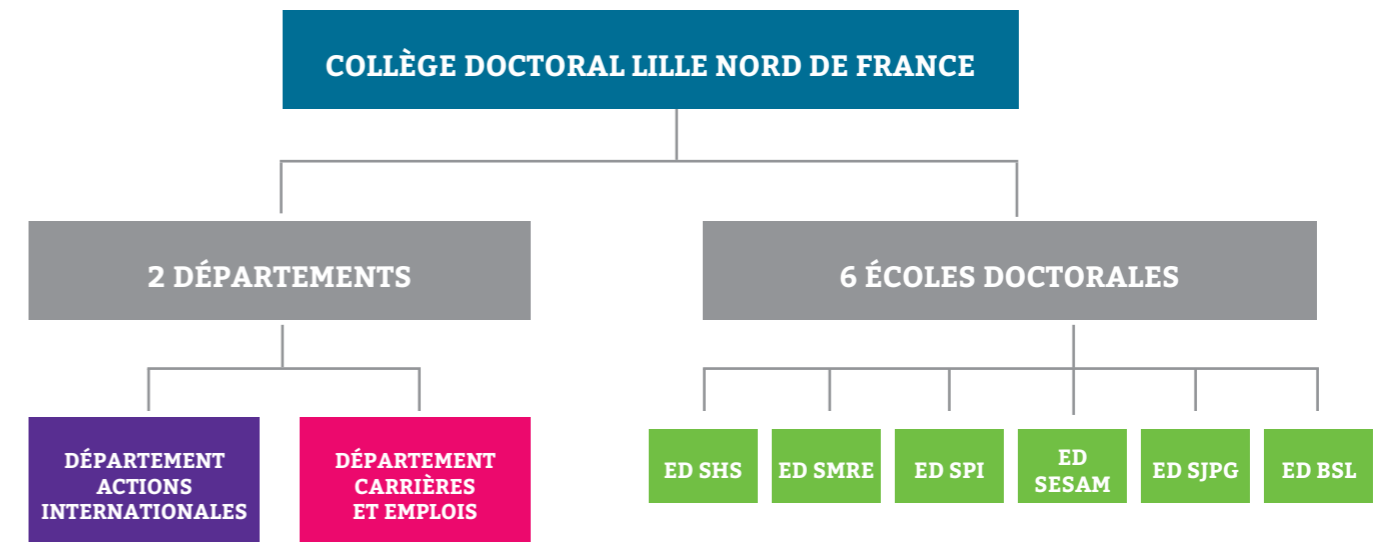 COLLÈGE DOCTORAL LILLE NORD DE FRANCE
2 DÉPARTEMENTS
6 ÉCOLES DOCTORALES
DÉPARTEMENT
ACTIONS
INTERNATIONALES
DÉPARTEMENT
CARRIÈRES
ET EMPLOIS
ED SHS
ED SMRE
ED SPI
ED
SESAM
ED SJPG
ED BSL